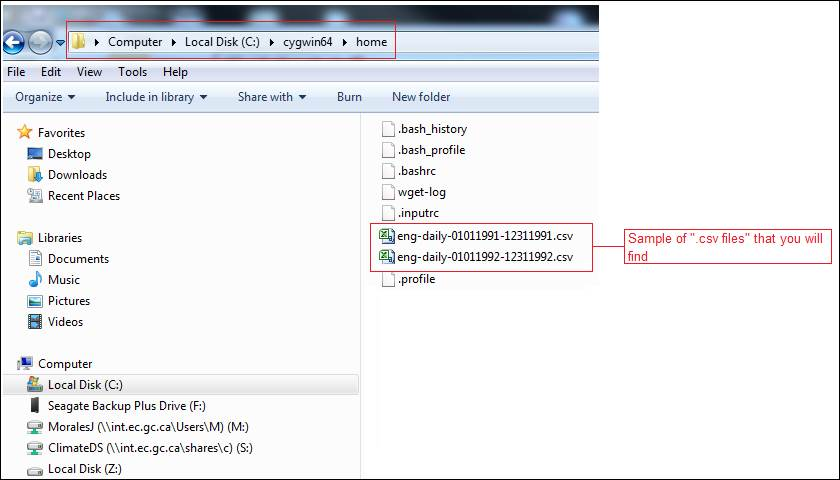 Computer Local Disk (C:) cygwin64 home
File Edit View Tools Help
Organize Include in library Share with Burn New folder
Favorites
Desktop
Downloads
Recent Places
Libraries
Documents
Music
Pictures
Videos
Computer
Local Disk (C:)
Seagate Backup Plus Drive (F:)
MoralesJ (\\int.ec.gc.ca\Users\M) (M:)
ClimateDS (\\int.ec.gc.ca\shares\c) (S:)
Local Disk (Z:)
.bash_history
.bash_profile
.bashrc
wget-log
.inputrc
eng-daily-01011991-12311991.csv
eng-daily-01011992-12311992.csv
.profile
Sample of ".csv files" that you will
find